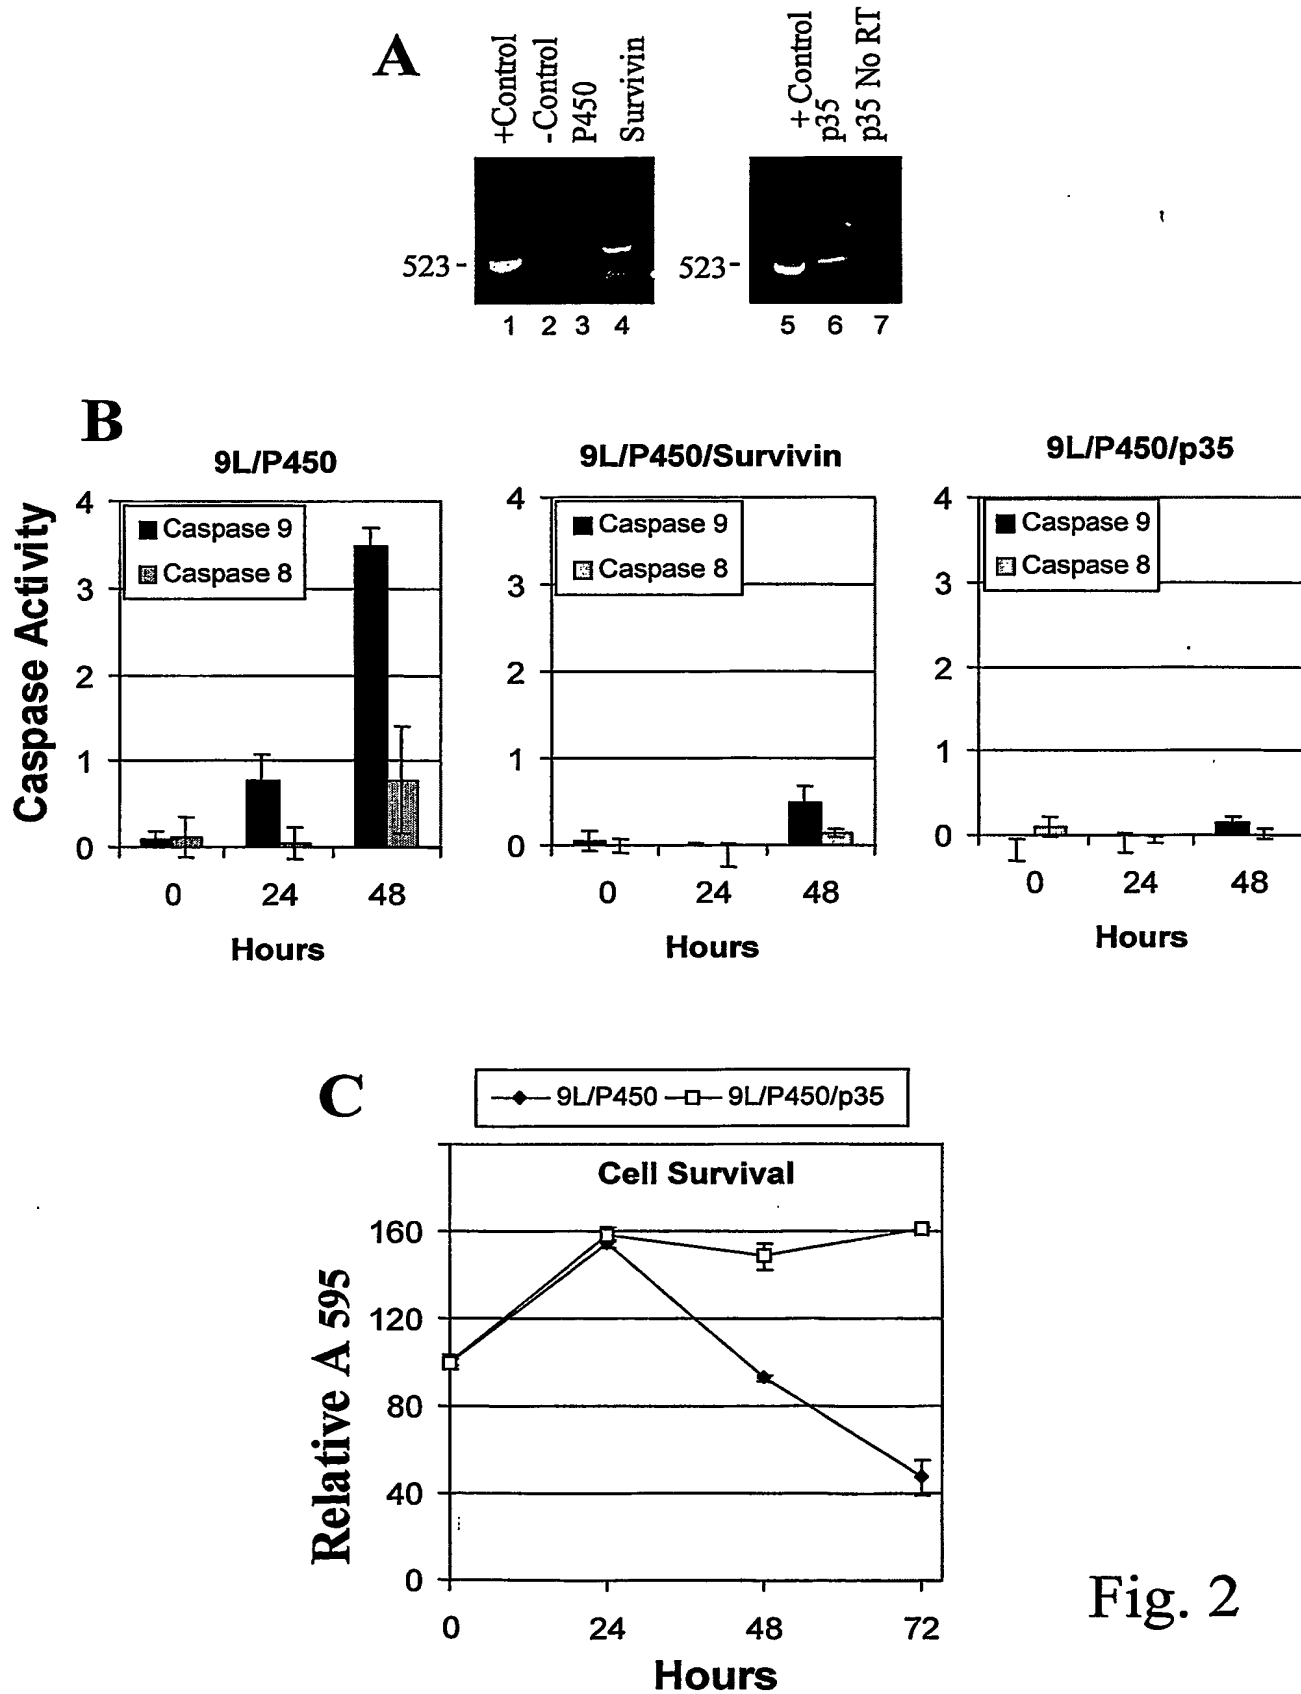 A
+Control
-Control
P450
Survivin
+ Control
p35
p35 No RT
523-
523-
1 2 3 4
5 6 7
B
9L/P450
9L/P450/Survivin
9L/P450/p35
Caspase Activity
4
3
2
1
0
Caspase 9
Caspase 8
0 24 48
Hours
4
3
2
1
0
Caspase 9
Caspase 8
0 24 48
Hours
4
3
2
1
0
Caspase 9
Caspase 8
0 24 48
Hours
C
9L/P450
9L/P450/p35
Cell Survival
Relative A 595
160
120
80
40
0
0 24 48 72
Hours
Fig. 2